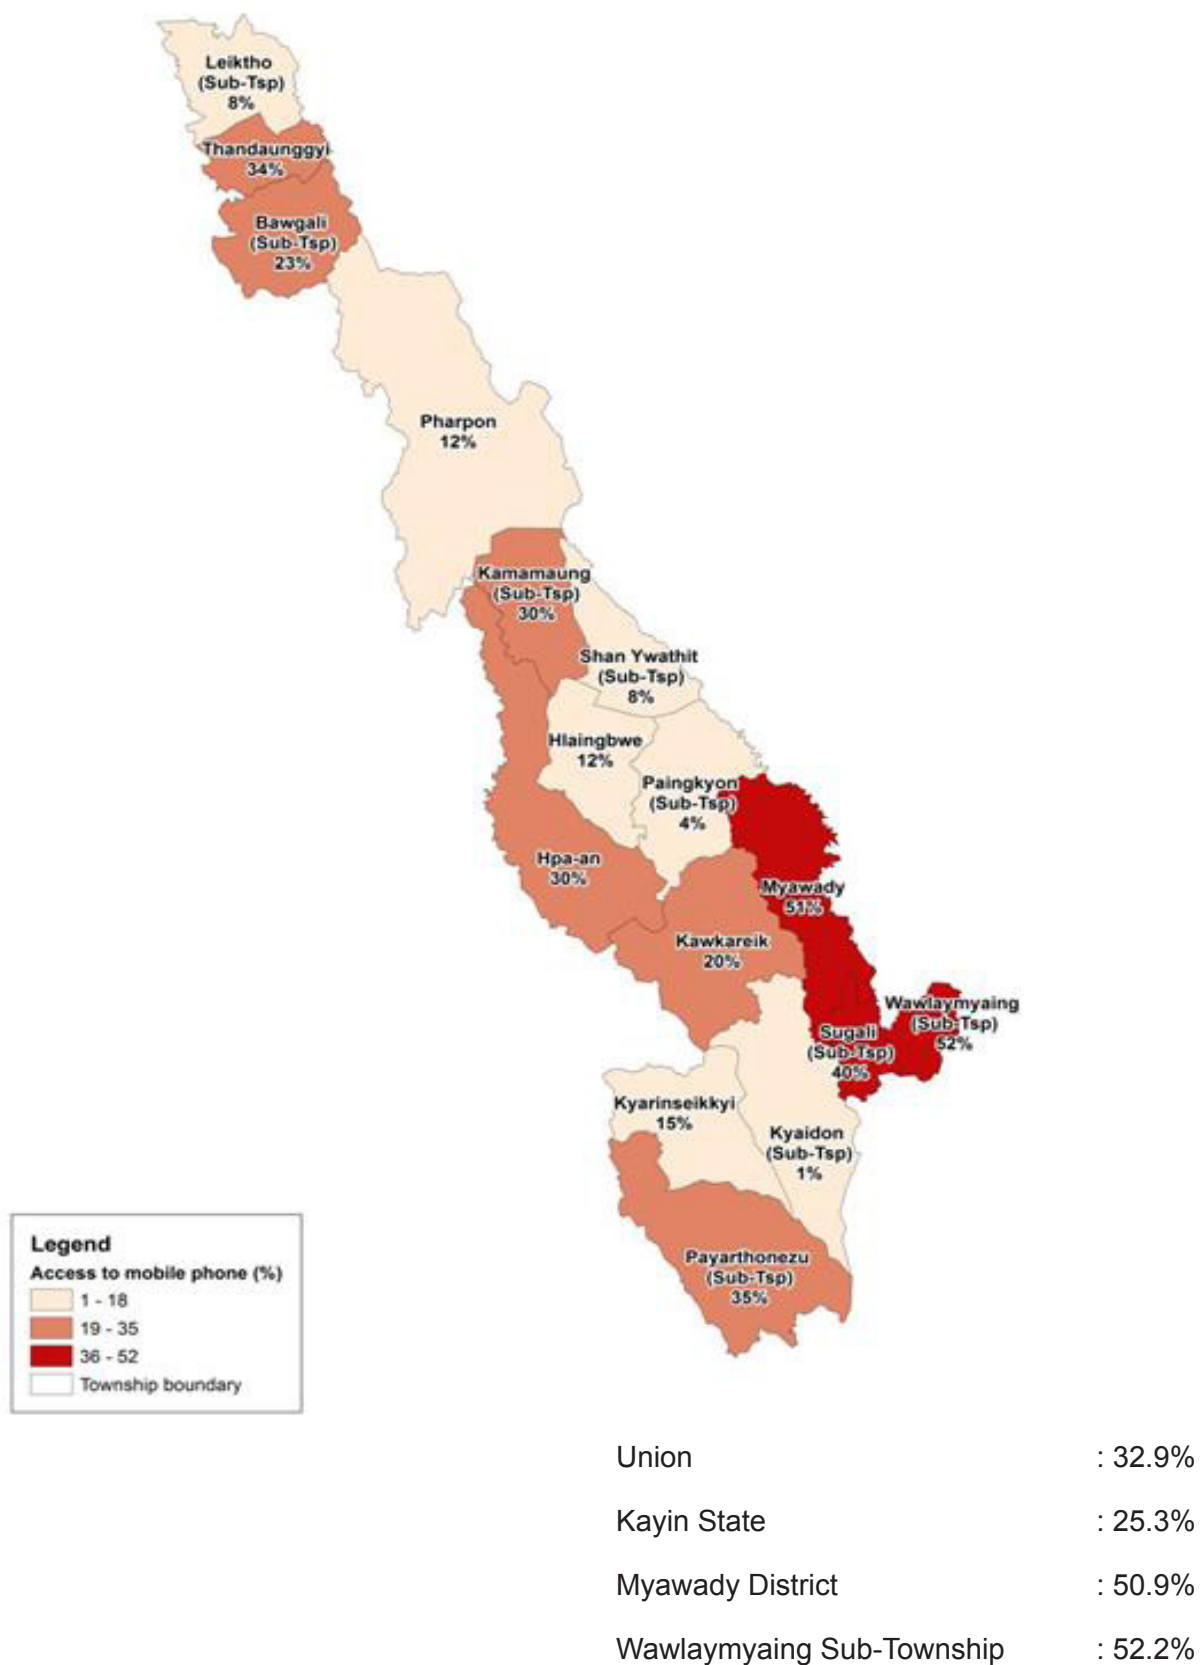 Leiktho
(Sub-Tsp)
8%
Thandaunggyi
34%
Bawgali
(Sub-Tsp)
23%
Pharpon
12%
Kamamaung
(Sub-Tsp)
30%
Shan Ywathit
(Sub-Tsp)
8%
Hlaingbwe
12%
Paingkyon
(Sub-Tsp)
4%
Hpa-an
30%
Myawady
51%
Kawkareik
20%
Wawlaymyaing
(Sub-Tsp)
52%
Sugali
(Sub-Tsp)
40%
Kyarinseikkyi
15%
Kyaidon
(Sub-Tsp)
1%
Payarthonezu
(Sub-Tsp)
35%
Legend
Access to mobile phone (%)
1 - 18
19 - 35
36 - 52
Township boundary
Union : 32.9%
Kayin State : 25.3%
Myawady District : 50.9%
Wawlaymyaing Sub-Township : 52.2%